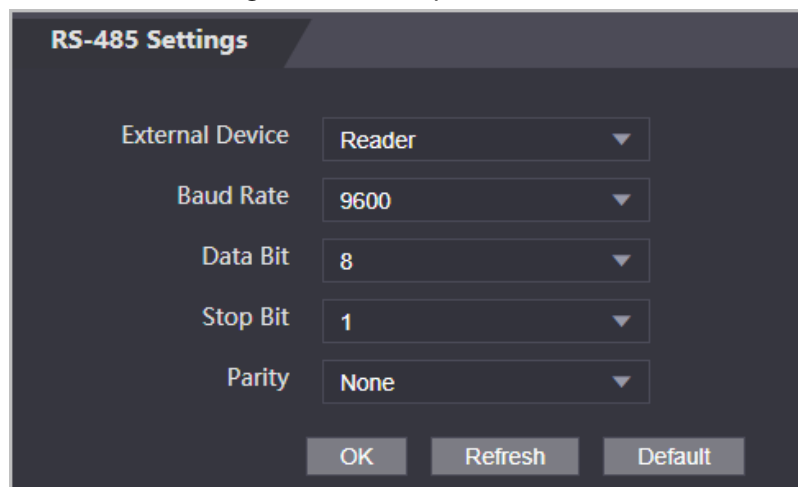 RS-485 Settings
External Device Reader
Baud Rate 9600
Data Bit 8
Stop Bit 1
Parity None
OK Refresh Default